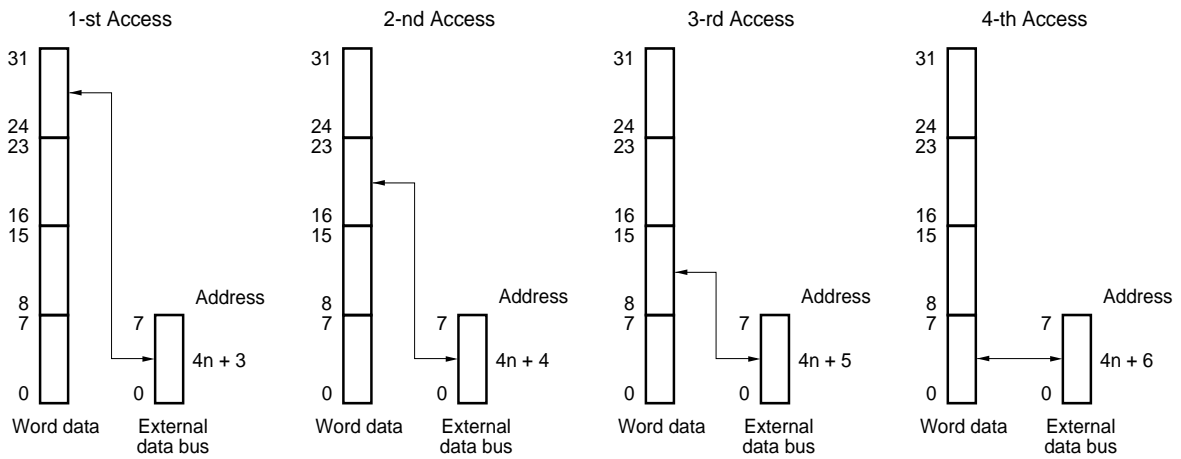 1-st Access
31
24
23
16
15
8
7
0
Address
7
4n + 3
0
Word data
External
data bus
2-nd Access
31
24
23
16
15
8
7
0
Address
7
4n + 4
0
Word data
External
data bus
3-rd Access
31
24
23
16
15
8
7
0
Address
7
4n + 5
0
Word data
External
data bus
4-th Access
31
24
23
16
15
8
7
0
Address
7
4n + 6
0
Word data
External
data bus